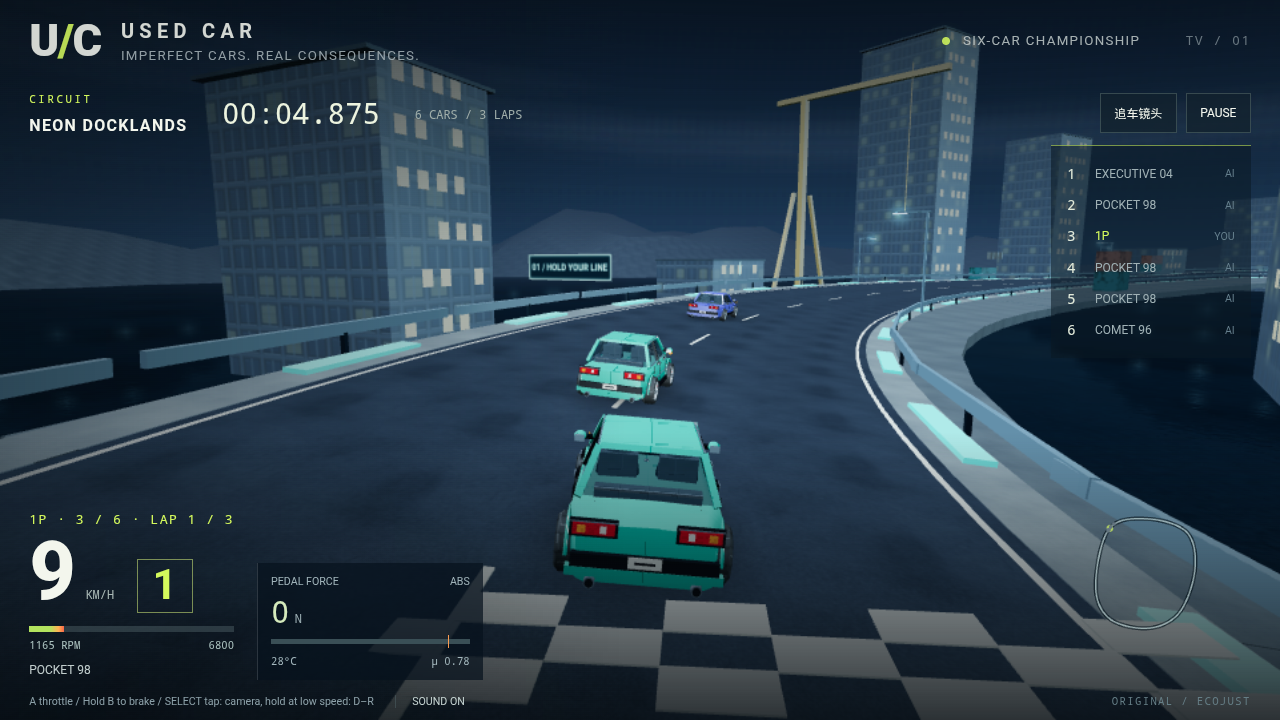 U/C
USED CAR
IMPERFECT CARS. REAL CONSEQUENCES.
SIX-CAR CHAMPIONSHIP
TV / 01
CIRCUIT
NEON DOCKLANDS
00:04.875
6 CARS / 3 LAPS
追车镜头
PAUSE
1 EXECUTIVE 04 AI
2 POCKET 98 AI
3 1P YOU
4 POCKET 98 AI
5 POCKET 98 AI
6 COMET 96 AI
01 / HOLD YOUR LINE
1P · 3 / 6 · LAP 1 / 3
9 KM/H
1
1165 RPM 6800
POCKET 98
PEDAL FORCE ABS
0 N
28°C μ 0.78
A throttle / Hold B to brake / SELECT tap: camera, hold at low speed: D–R
SOUND ON
ORIGINAL / ECOJUST